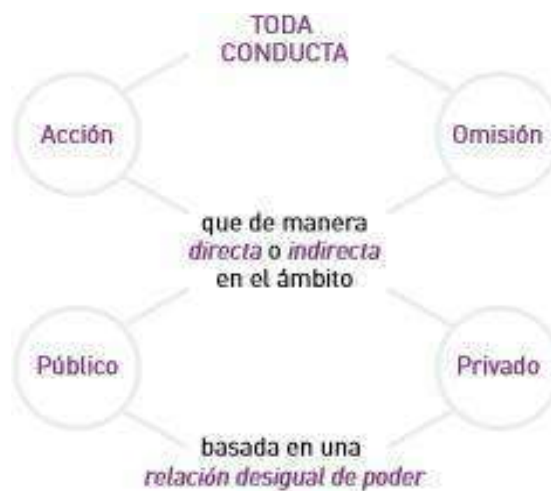 TODA
CONDUCTA
Acción
Omisión
que de manera
directa o indirecta
en el ámbito
Público
Privado
basada en una
relación desigual de poder